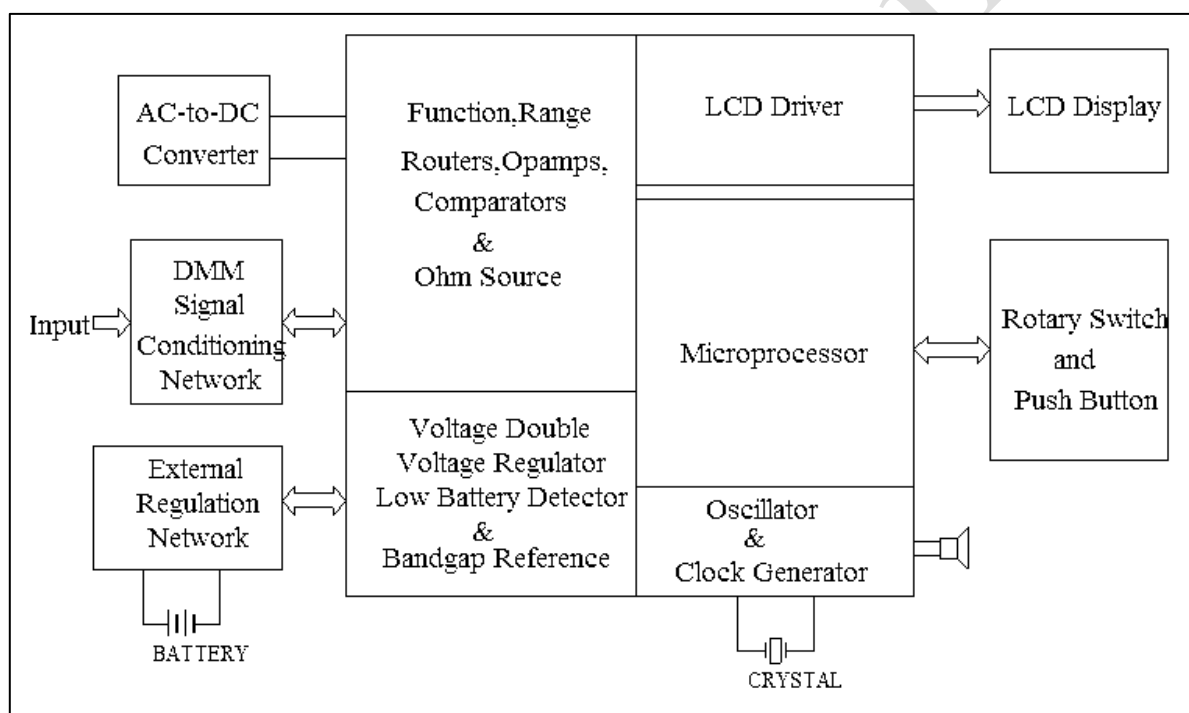 AC-to-DC
Converter
Function,Range
Routers,Opamps,
Comparators
&
Ohm Source
LCD Driver
LCD Display
Input
DMM
Signal
Conditioning
Network
Microprocessor
Rotary Switch
and
Push Button
External
Regulation
Network
Voltage Double
Voltage Regulator
Low Battery Detector
&
Bandgap Reference
Oscillator
&
Clock Generator
BATTERY
CRYSTAL